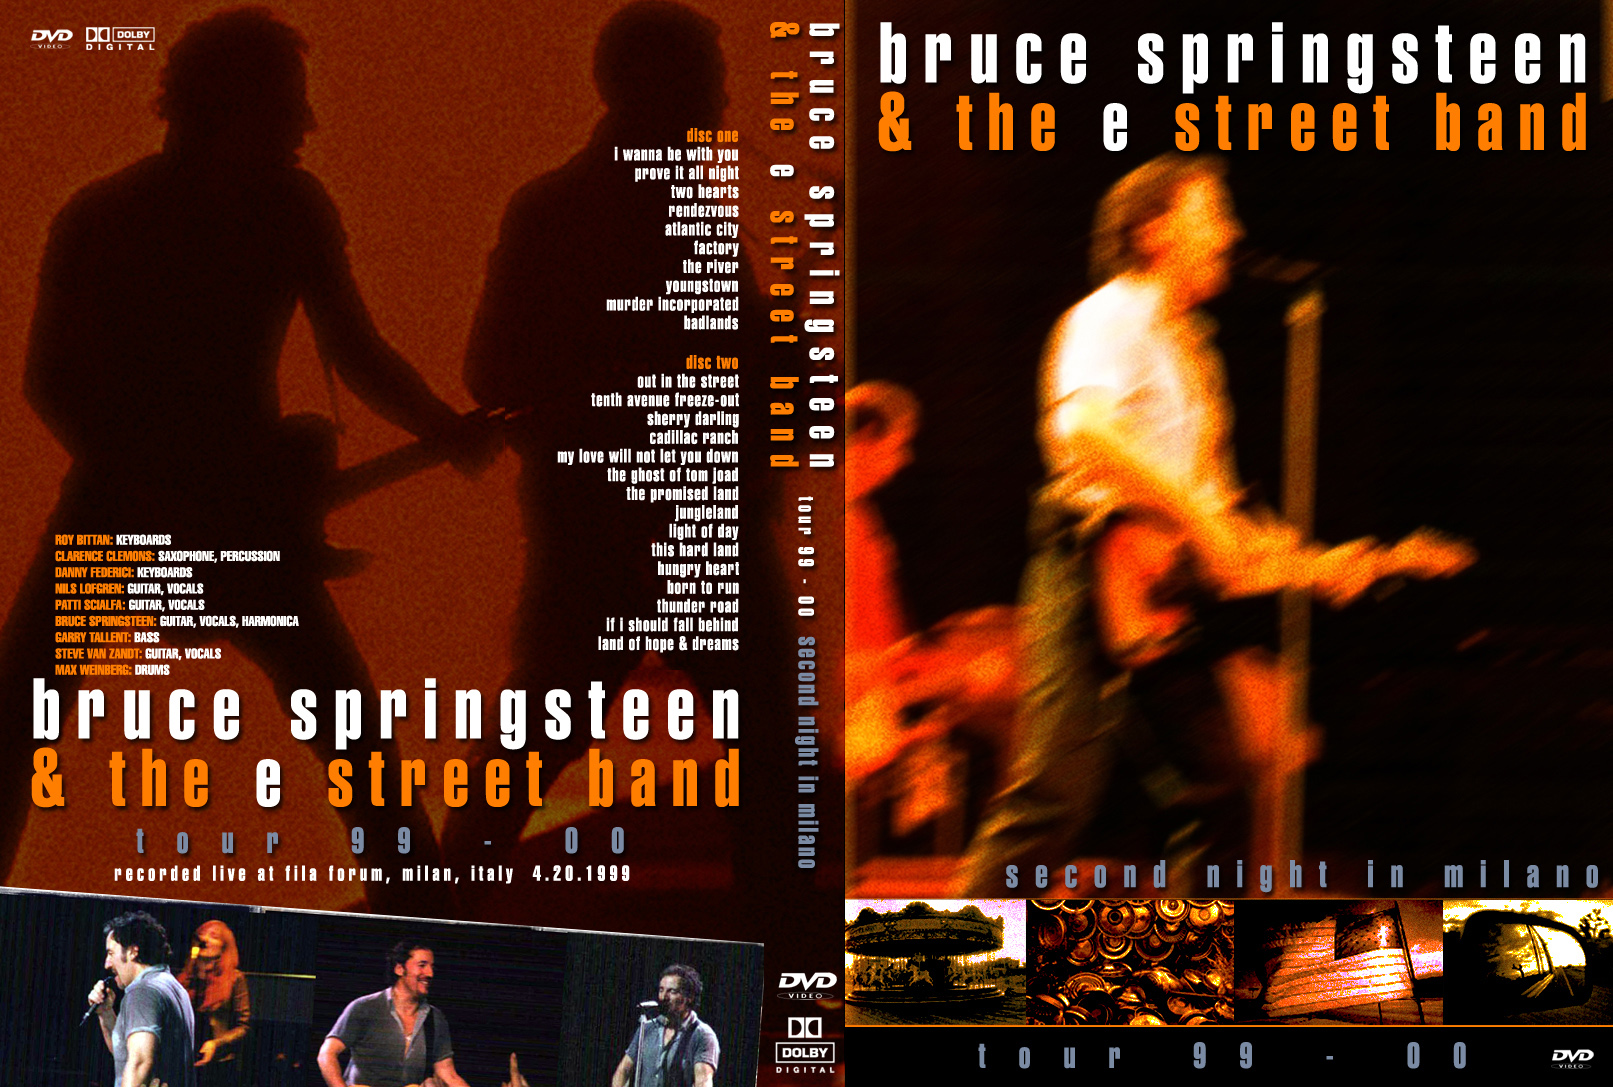 DVD
VIDEO
DOLBY
DIGITAL
disc one
i wanna be with you
prove it all night
two hearts
rendezvous
atlantic city
factory
the river
youngstown
murder incorporated
badlands
disc two
out in the street
tenth avenue freeze-out
sherry darling
cadillac ranch
my love will not let you down
the ghost of tom joad
the promised land
jungleland
light of day
this hard land
hungry heart
born to run
thunder road
if i should fall behind
land of hope & dreams
ROY BITTAN: KEYBOARDS
CLARENCE CLEMONS: SAXOPHONE, PERCUSSION
DANNY FEDERICI: KEYBOARDS
NILS LOFGREN: GUITAR, VOCALS
PATTI SCIALFA: GUITAR, VOCALS
BRUCE SPRINGSTEEN: GUITAR, VOCALS, HARMONICA
GARRY TALLENT: BASS
STEVE VAN ZANDT: GUITAR, VOCALS
MAX WEINBERG: DRUMS
bruce springsteen
& the e street band
tour 99 - 00
recorded live at fila forum, milan, italy 4.20.1999
bruce springsteen
& the e street band
tour 99 - 00 second night in milano
DVD
VIDEO
DOLBY
DIGITAL
bruce springsteen
& the e street band
second night in milano
tour 99 - 00
DVD
VIDEO